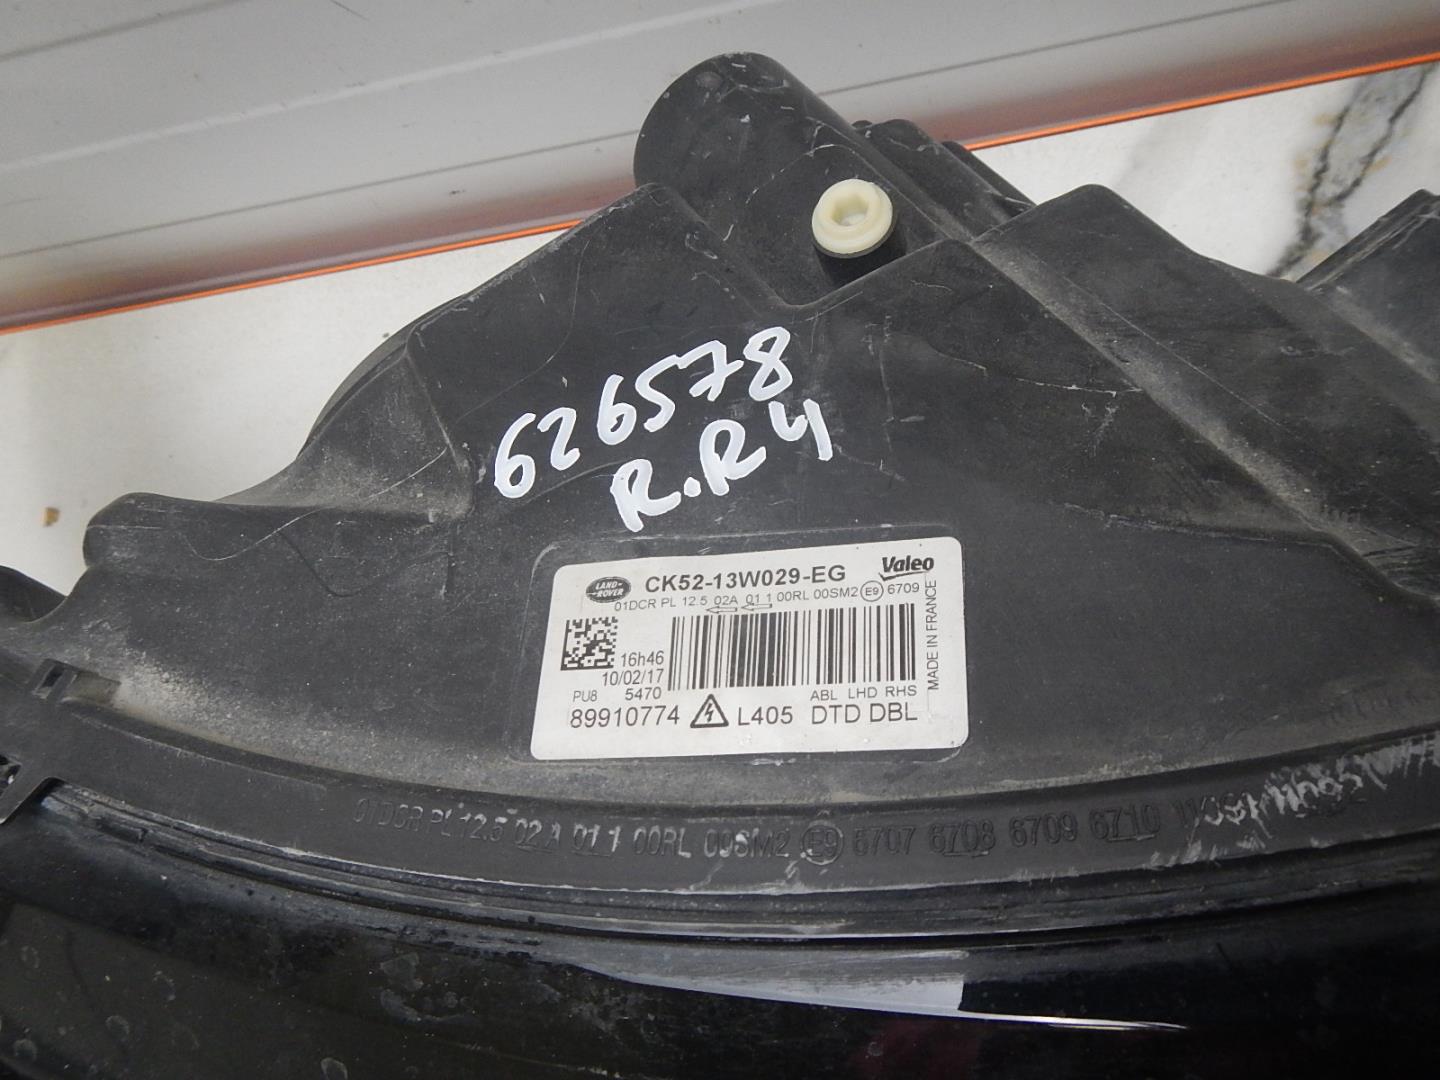 626578
R.R4
LAND-
ROVER
CK52-13W029-EG
Valeo
01DCR PL 12.5 02A 01 1 00RL 00SM2 E9 6709
16h46
10/02/17
PU8 5470
ABL LHD RHS
89910774 L405 DTD DBL
MADE IN FRANCE
01DCR PL 12.5 02 A 01 1 00RL 00SM2 E9 6707 6708 6709 6710